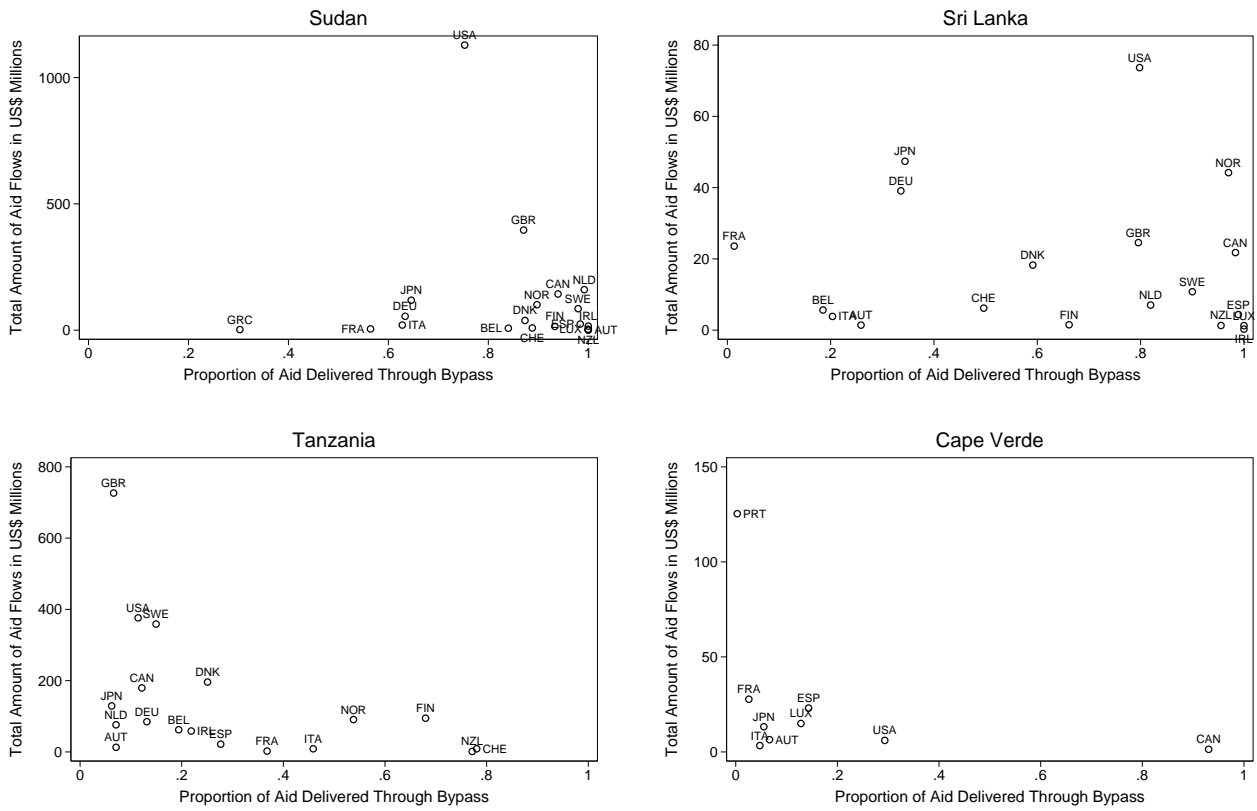 Sudan
Total Amount of Aid Flows in US$ Millions
1000
500
0
USA
GBR
NLD
CAN
JPN
NOR
SWE
DEU
DNK
FIN
IRL
GRC
FRA
ITA
BEL
ESP
LUX
AUT
CHE
NZL
0 .2 .4 .6 .8 1
Proportion of Aid Delivered Through Bypass
Sri Lanka
Total Amount of Aid Flows in US$ Millions
80
60
40
20
0
USA
JPN
NOR
DEU
FRA
GBR
CAN
DNK
SWE
BEL
CHE
NLD
ESP
ITA
AUT
FIN
NZL
LUX
IRL
0 .2 .4 .6 .8 1
Proportion of Aid Delivered Through Bypass
Tanzania
Total Amount of Aid Flows in US$ Millions
800
600
400
200
0
GBR
USA
SWE
CAN
DNK
JPN
NLD
DEU
BEL
IRL
ESP
NOR
FIN
AUT
FRA
ITA
NZL
CHE
0 .2 .4 .6 .8 1
Proportion of Aid Delivered Through Bypass
Cape Verde
Total Amount of Aid Flows in US$ Millions
150
100
50
0
PRT
FRA
ESP
LUX
JPN
ITA
AUT
USA
CAN
0 .2 .4 .6 .8 1
Proportion of Aid Delivered Through Bypass